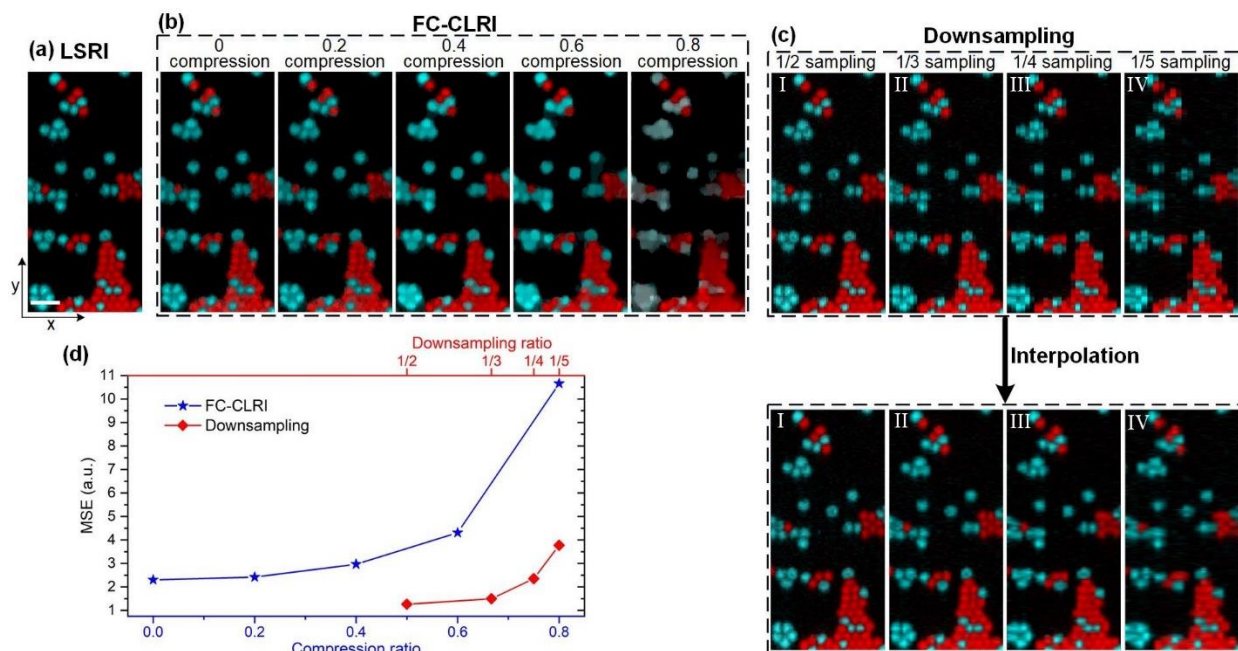 (a) LSRI
(b)
FC-CLRI
0 compression
0.2 compression
0.4 compression
0.6 compression
0.8 compression
y
x
(c)
Downsampling
1/2 sampling
1/3 sampling
1/4 sampling
1/5 sampling
I
II
III
IV
Interpolation
I
II
III
IV
(d)
Downsampling ratio
1/2 1/3 1/4 1/5
11
10
9
8
7
6
5
4
3
2
1
MSE (a.u.)
FC-CLRI
Downsampling
0.0 0.2 0.4 0.6 0.8
Compression ratio